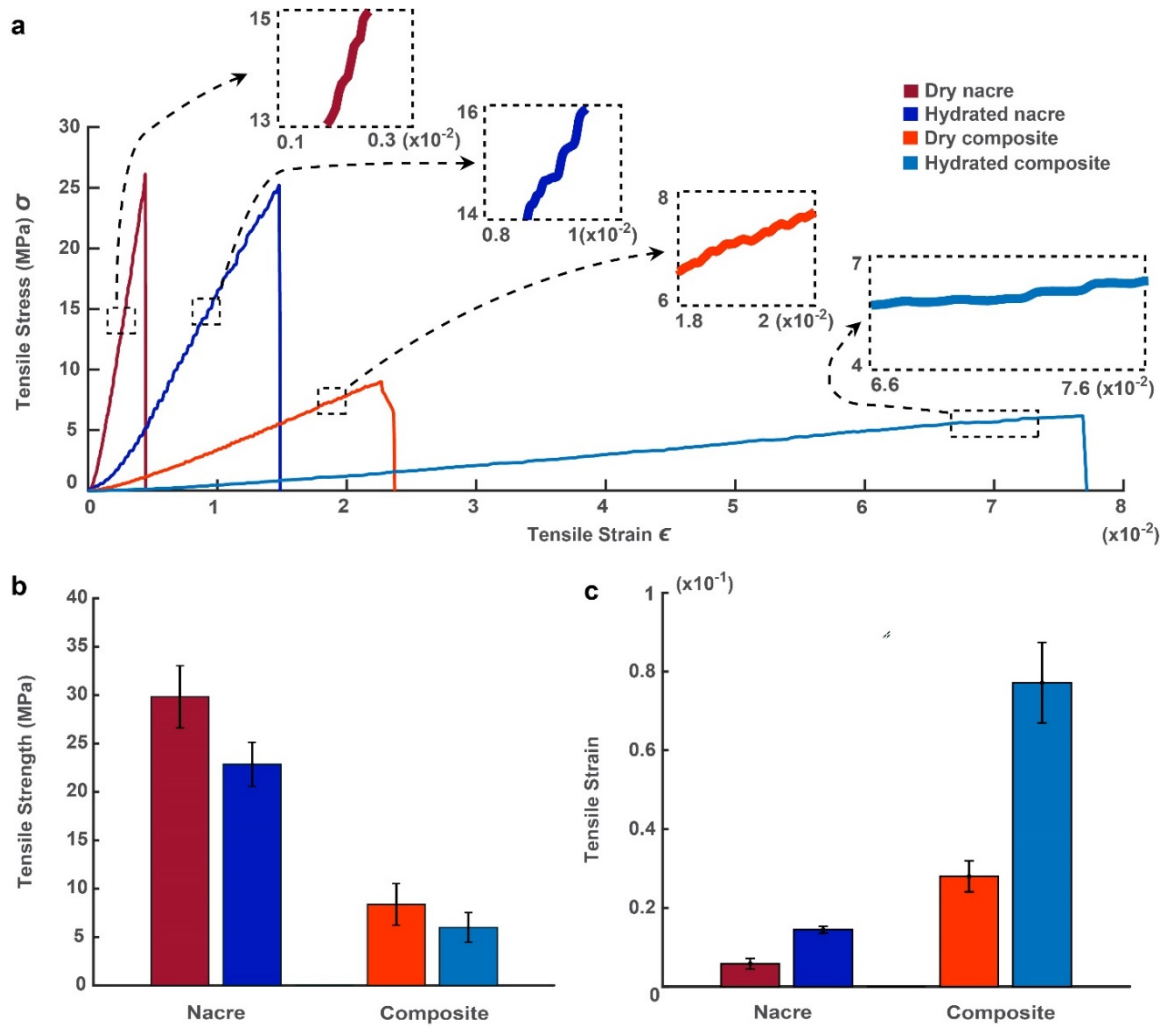 a
15
13
0.1
0.3 (x10⁻²)
16
14
0.8
1(x10⁻²)
8
6
1.8
2 (x10⁻²)
7
4
6.6
7.6 (x10⁻²)
Dry nacre
Hydrated nacre
Dry composite
Hydrated composite
Tensile Stress (MPa) σ
30
25
20
15
10
5
0
0 1 2 3 4 5 6 7 8
Tensile Strain ϵ
(x10⁻²)
b
Tensile Strength (MPa)
40
35
30
25
20
15
10
5
0
Nacre Composite
c
(x10⁻¹)
Tensile Strain
1
0.8
0.6
0.4
0.2
0
Nacre Composite